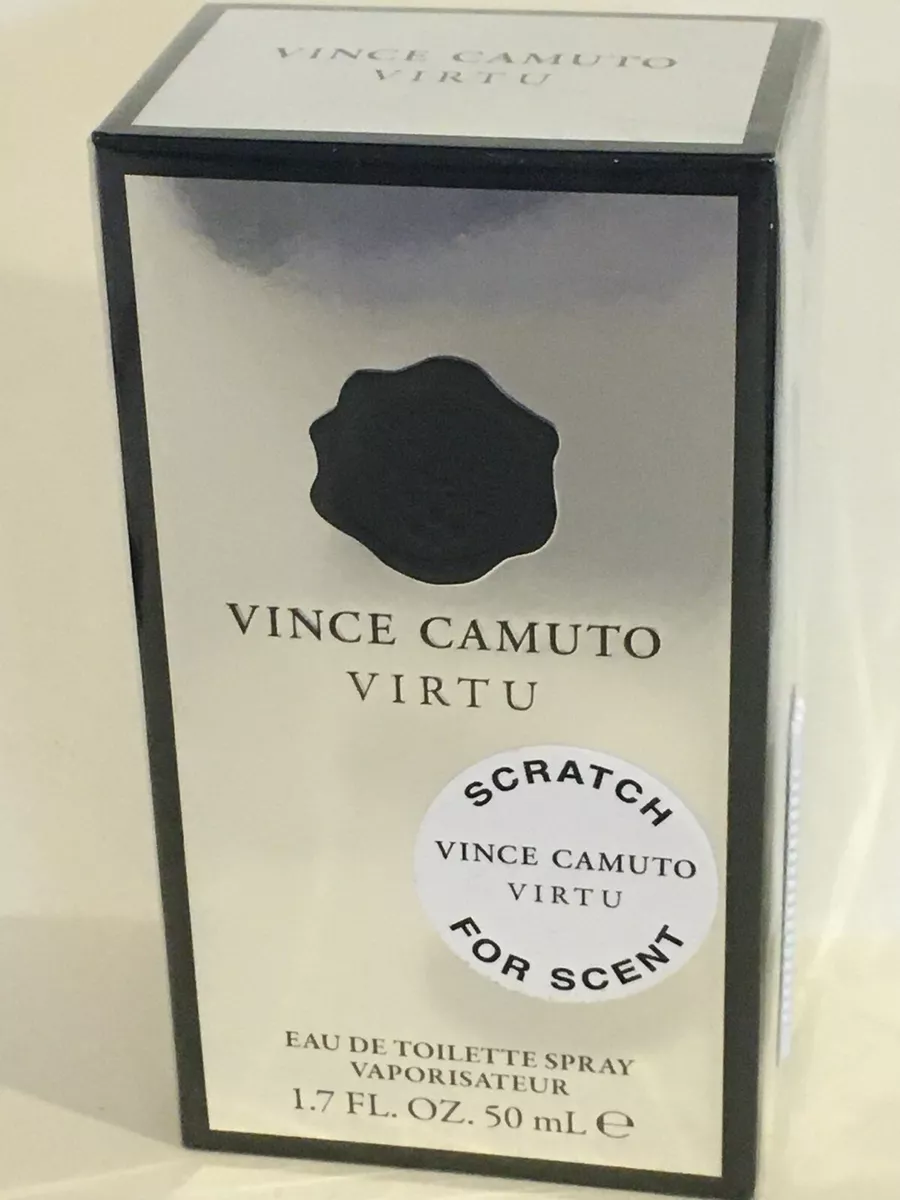 VINCE CAMUTO
VIRTU
VINCE CAMUTO
VIRTU
SCRATCH
VINCE CAMUTO
VIRTU
FOR SCENT
EAU DE TOILETTE SPRAY
VAPORISATEUR
1.7 FL. OZ. 50 mL ℮